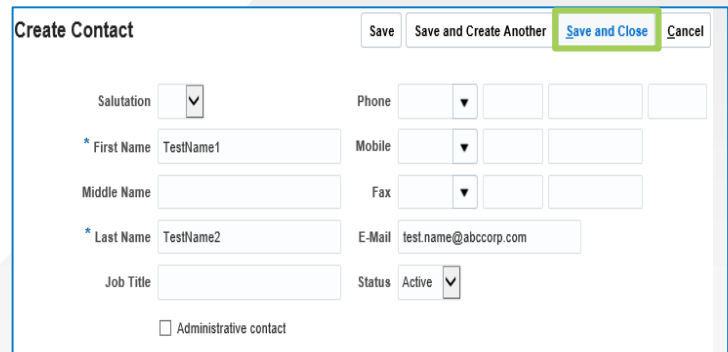 Create Contact Save Save and Create Another Save and Close Cancel
Salutation Phone
* First Name TestName1 Mobile
Middle Name Fax
* Last Name TestName2 E-Mail test.name@abccorp.com
Job Title Status Active
Administrative contact